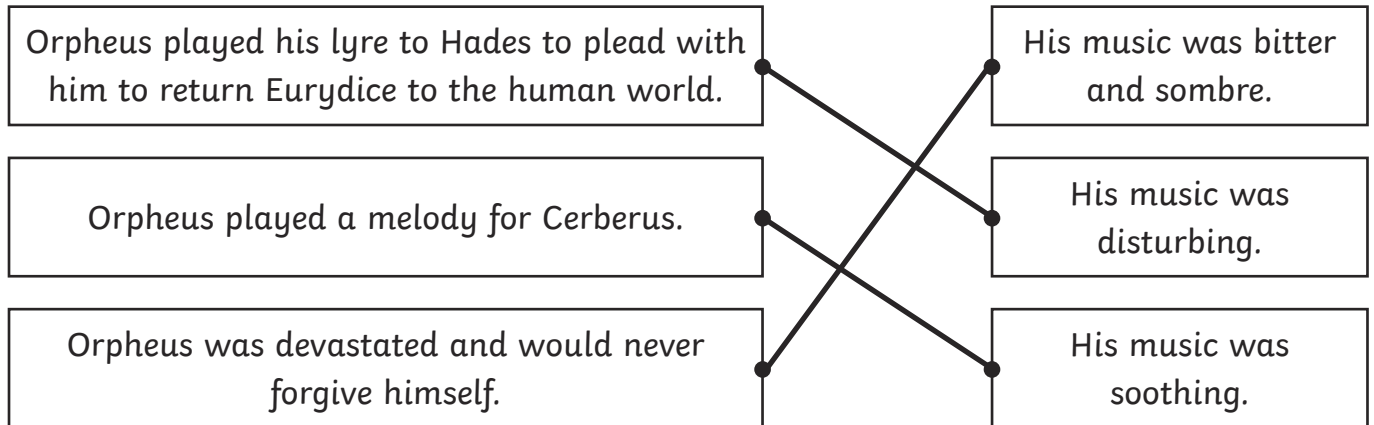 Orpheus played his lyre to Hades to plead with
him to return Eurydice to the human world.
His music was bitter
and sombre.
Orpheus played a melody for Cerberus.
His music was
disturbing.
Orpheus was devastated and would never
forgive himself.
His music was
soothing.